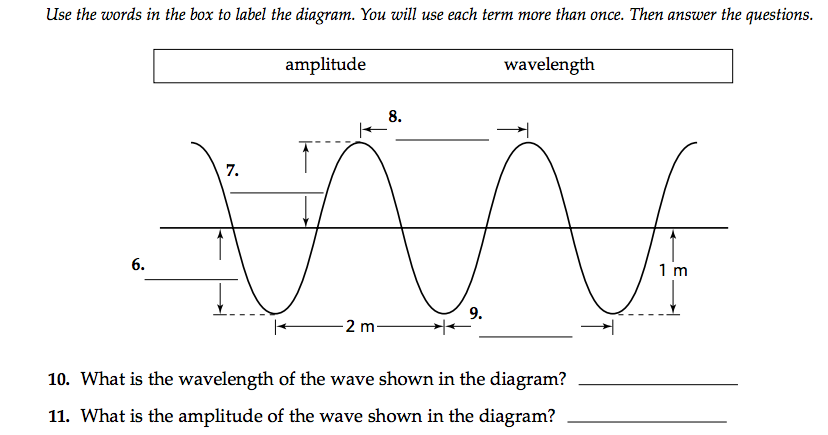 Use the words in the box to label the diagram. You will use each term more than once. Then answer the questions.
amplitude wavelength
8.
7.
6.
1 m
9.
2 m
10. What is the wavelength of the wave shown in the diagram?
11. What is the amplitude of the wave shown in the diagram?